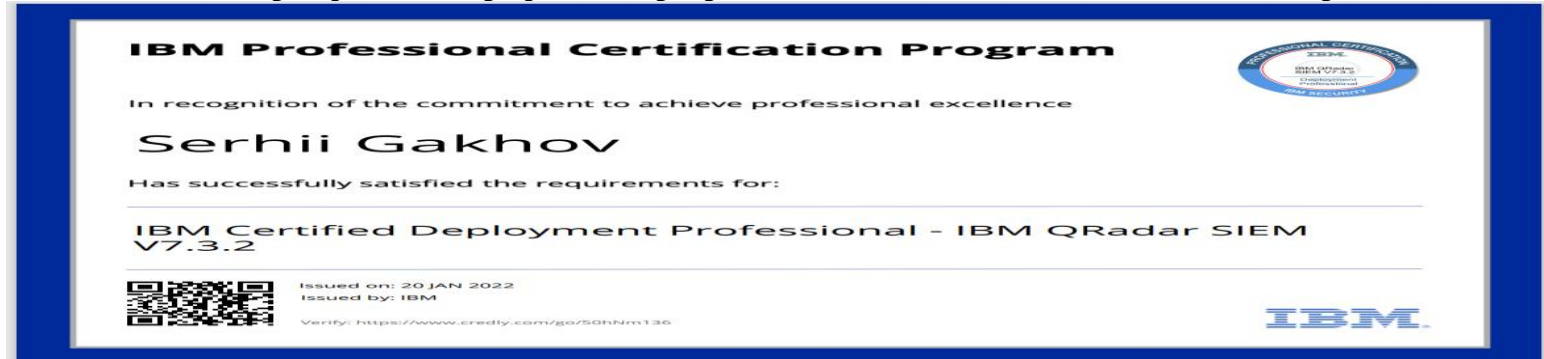 IBM Professional Certification Program
PROFESSIONAL CERTIFICATION
IBM.
IBM QRadar
SIEM V7.3.2
Deployment
Professional
IBM SECURITY
In recognition of the commitment to achieve professional excellence
Serhii Gakhov
Has successfully satisfied the requirements for:
IBM Certified Deployment Professional - IBM QRadar SIEM
V7.3.2
Issued on: 20 JAN 2022
Issued by: IBM
Verify: https://www.credly.com/go/50hNm136
IBM.